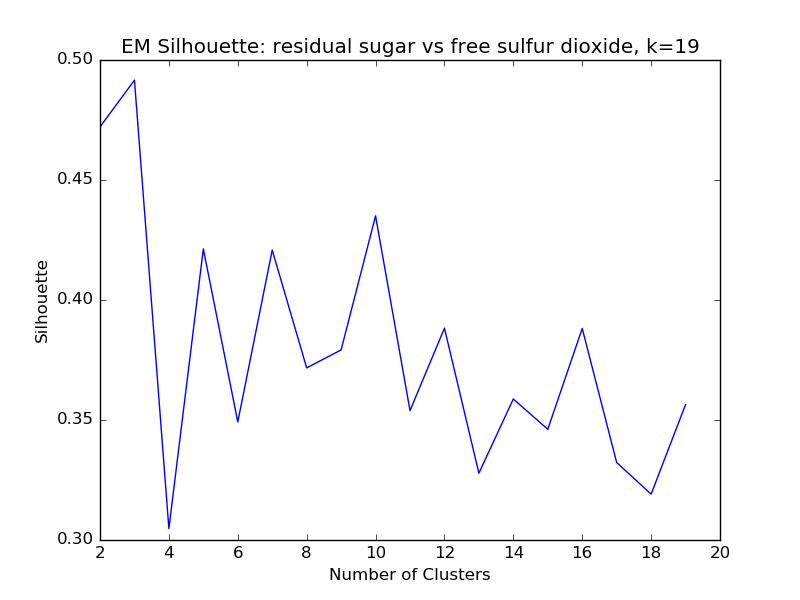 EM Silhouette: residual sugar vs free sulfur dioxide, k=19
0.50
0.45
0.40
0.35
0.30
Silhouette
2 4 6 8 10 12 14 16 18 20
Number of Clusters